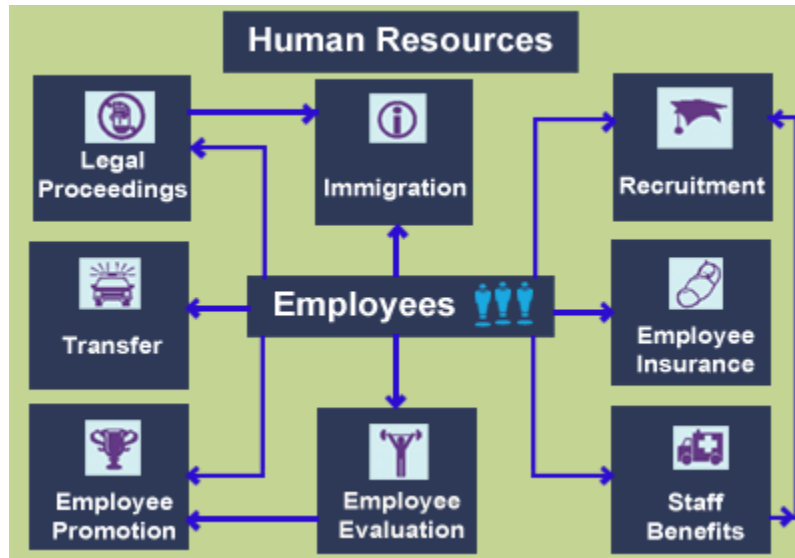 Human Resources
Legal
Proceedings
Immigration
Recruitment
Transfer
Employees
Employee
Insurance
Employee
Promotion
Employee
Evaluation
Staff
Benefits